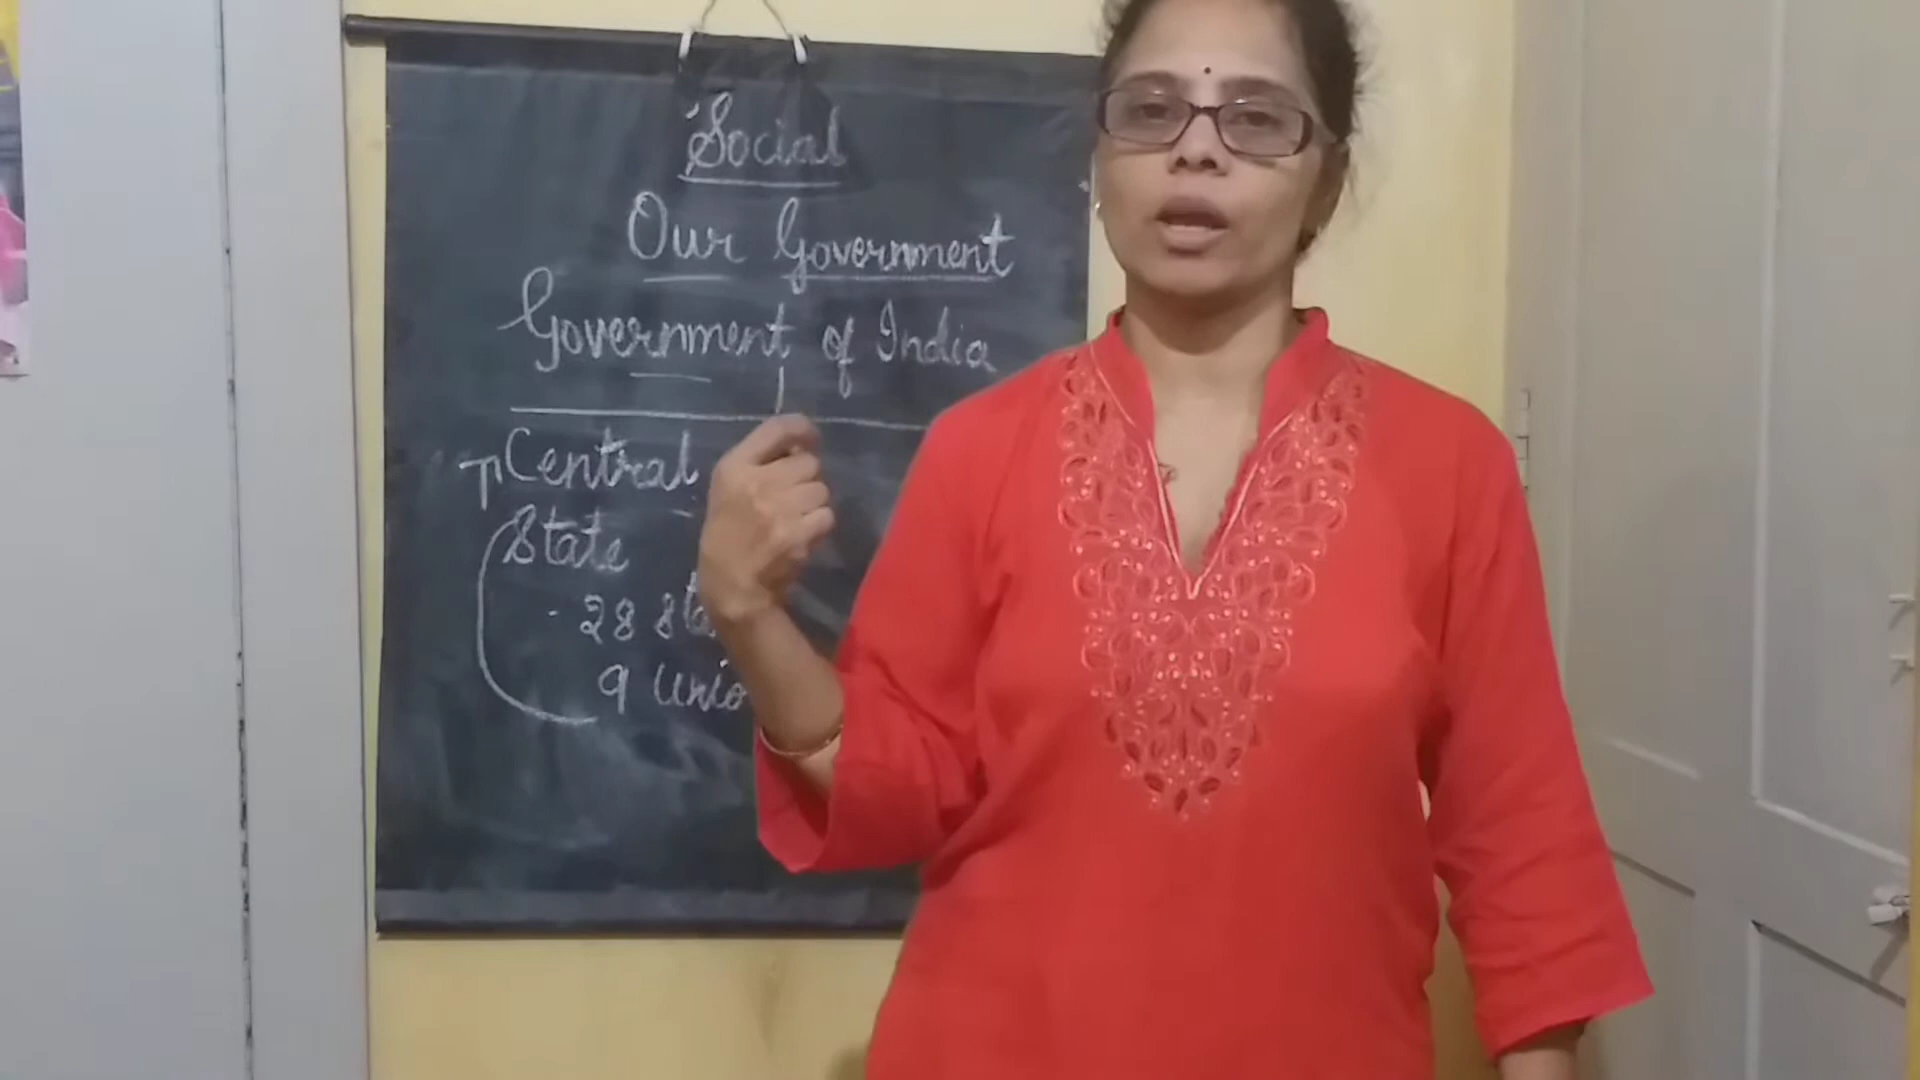 Social
Our Government
Government of India
Central
State
28
9